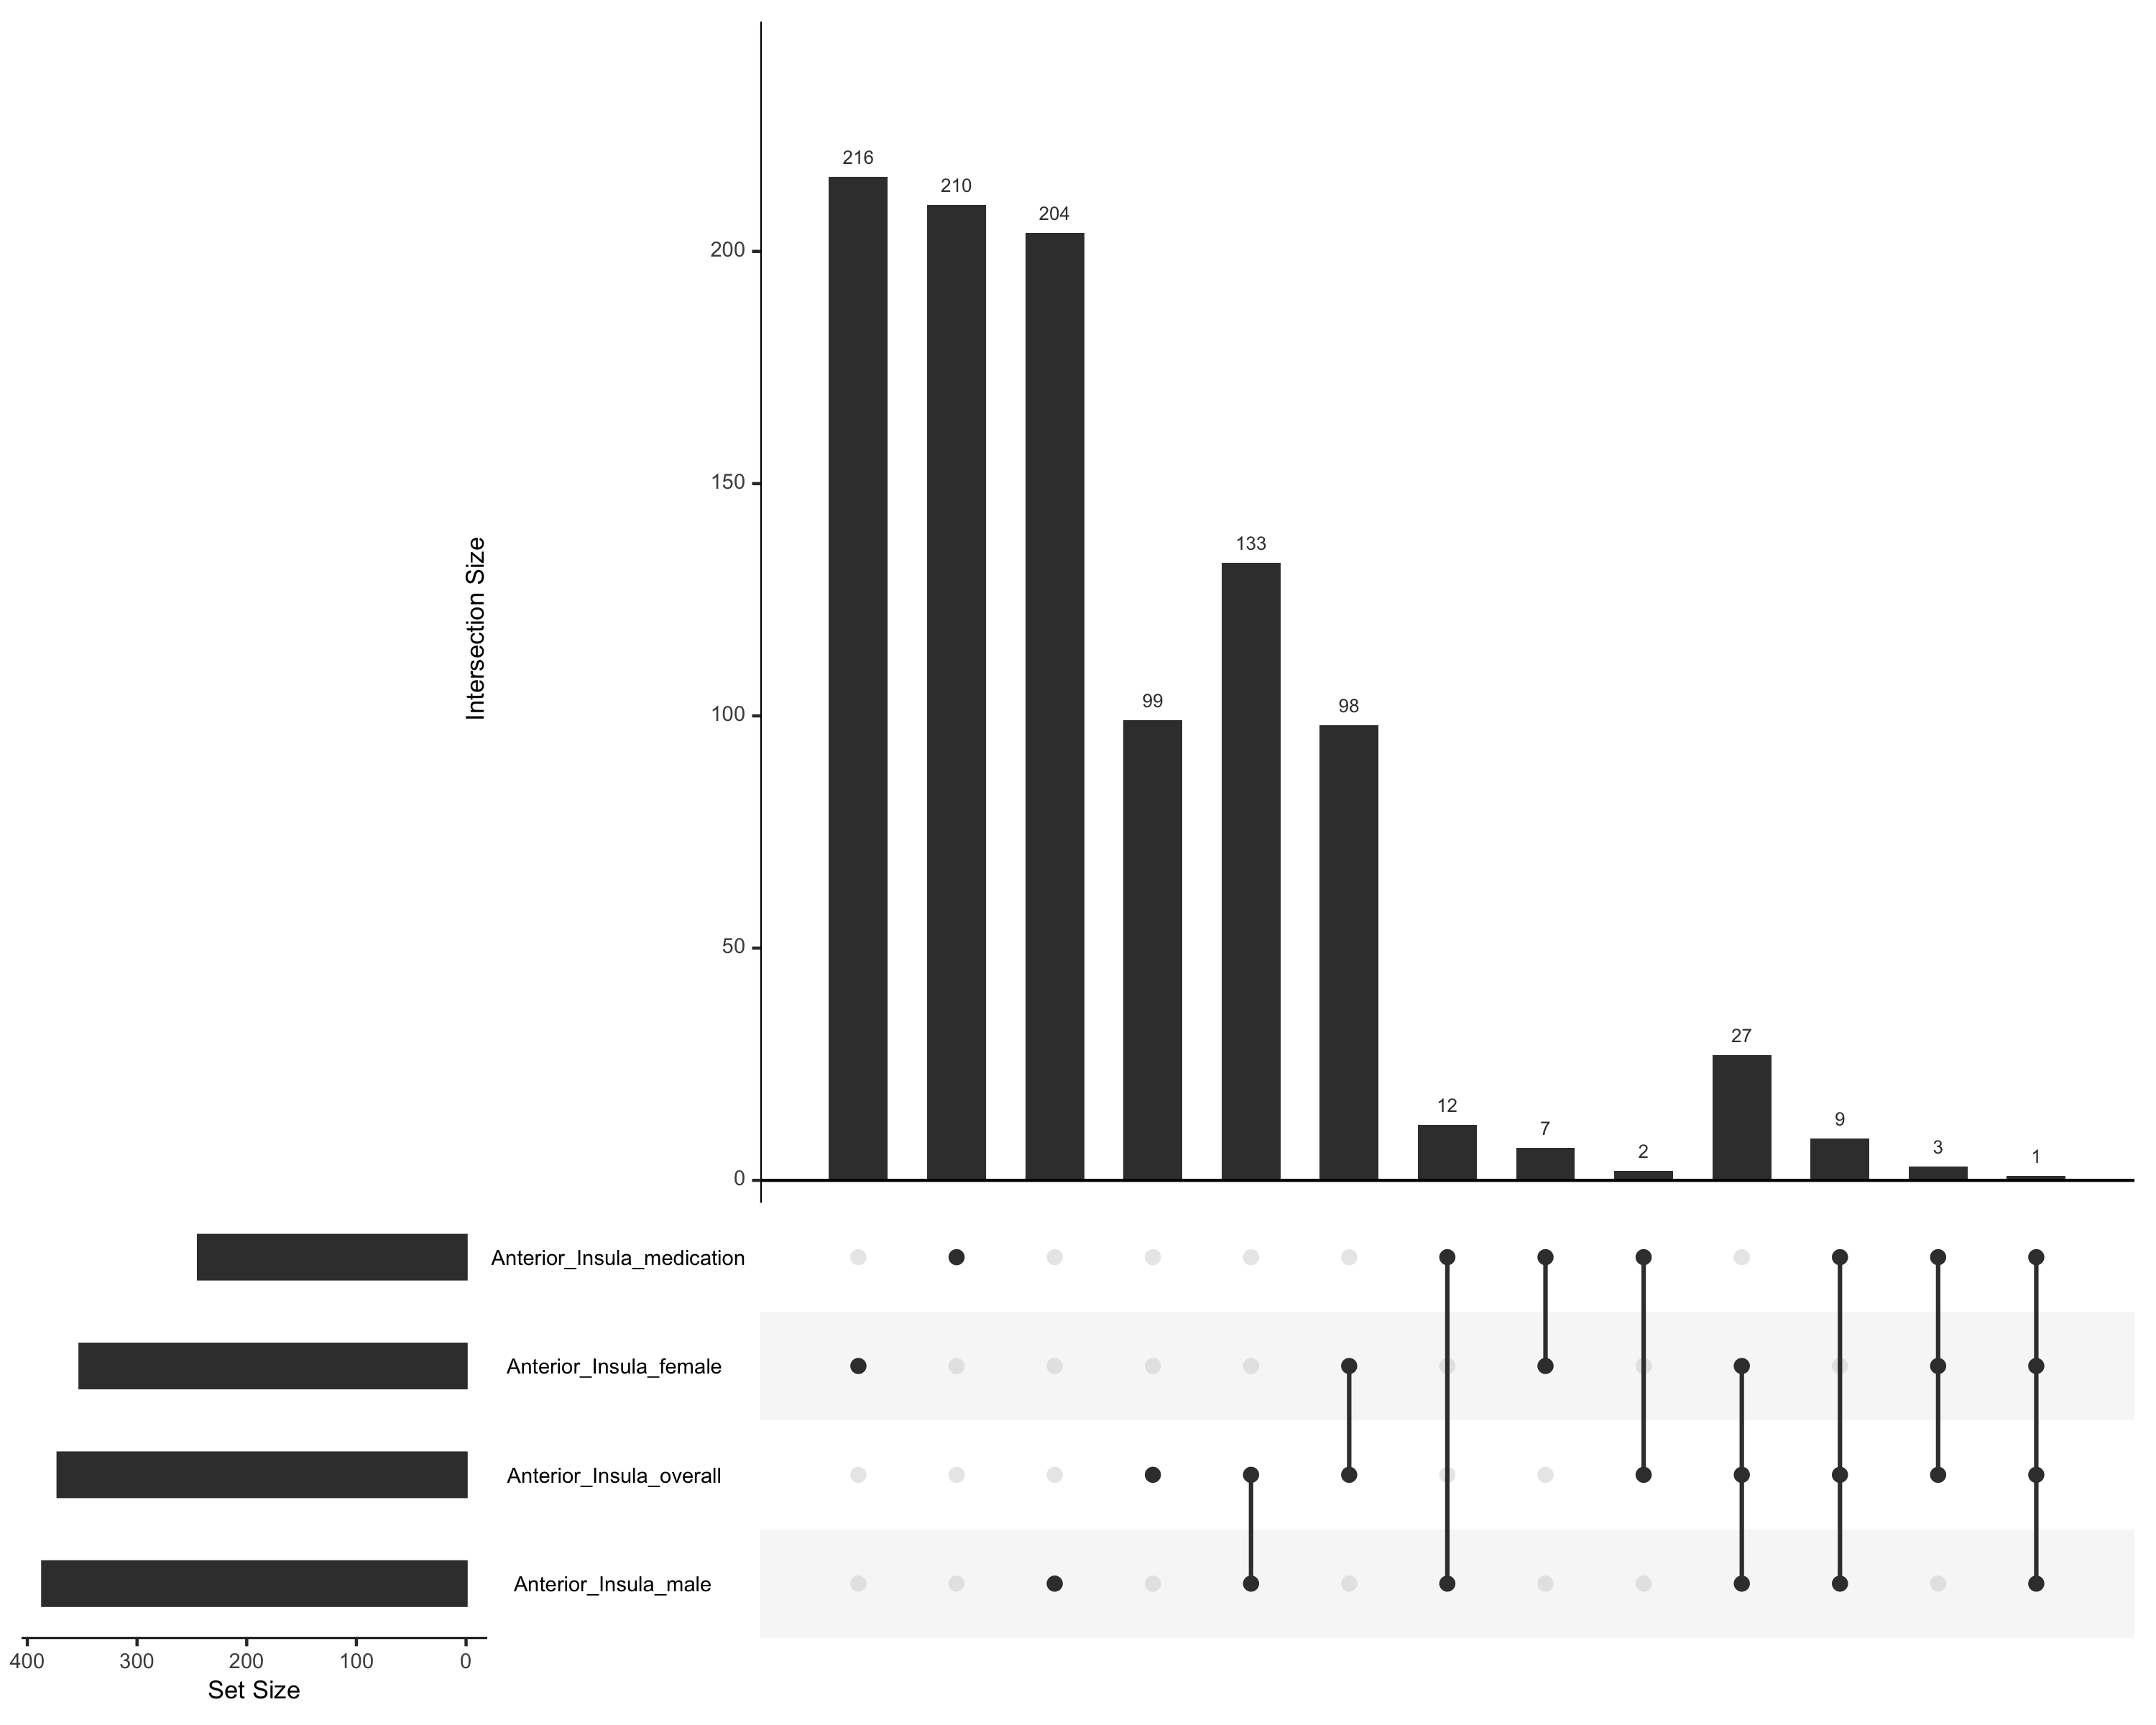 216
210
204
200
150
133
Intersection Size
100
99
98
50
27
12
7
2
9
3
1
0
Anterior_Insula_medication
Anterior_Insula_female
Anterior_Insula_overall
Anterior_Insula_male
400 300 200 100 0
Set Size